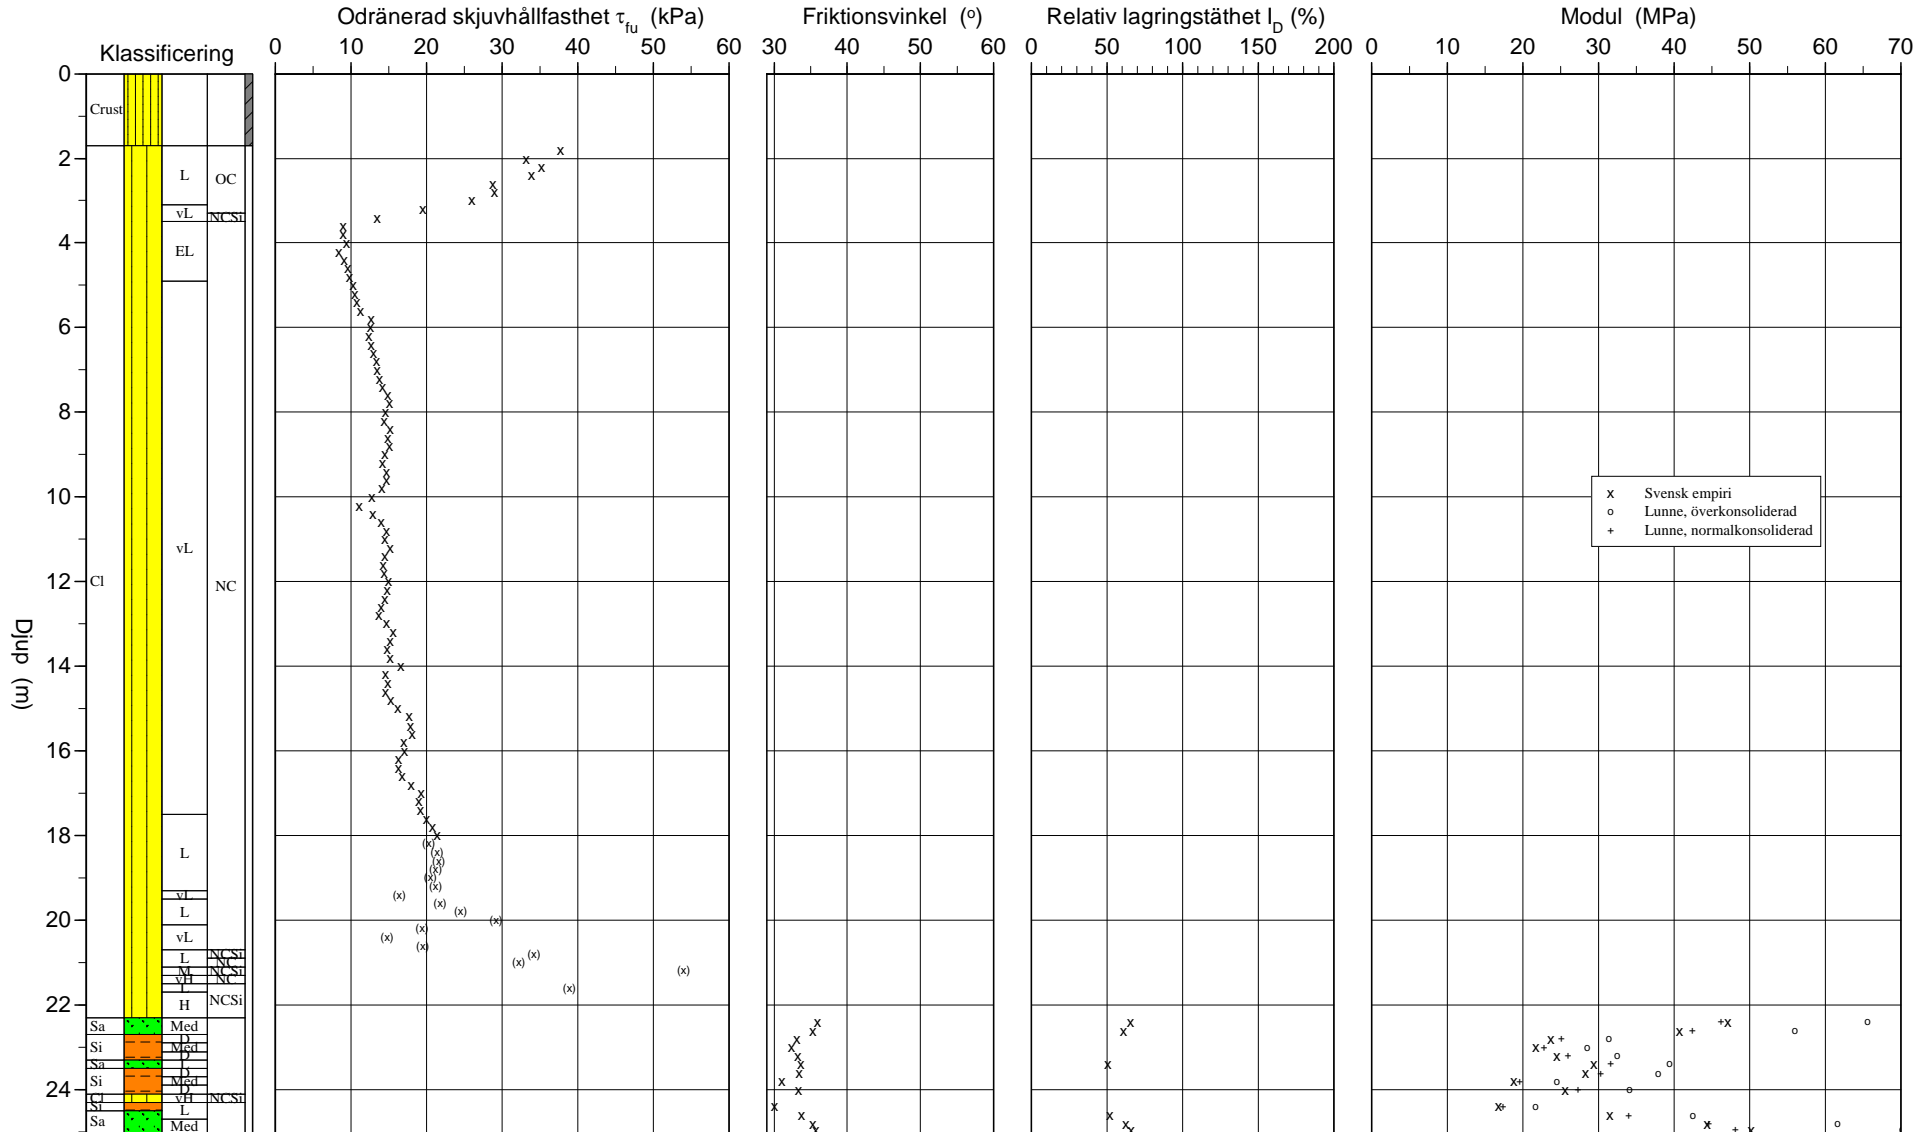 Odränerad skjuvhållfasthet τfu (kPa)
Friktionsvinkel (o)
Relativ lagringstäthet ID (%)
Modul (MPa)
Klassificering
0 10 20 30 40 50 60
30 40 50 60
0 50 100 150 200
0 10 20 30 40 50 60 70
Djup (m)
0
2
4
6
8
10
12
14
16
18
20
22
24
Crust
Cl
Sa
Si
Sa
Si
Cl
Si
Sa
L
vL
EL
vL
L
vL
L
vL
L
M
vH
L
H
Med
D
Med
D
L
D
Med
D
vH
L
Med
OC
NCSi
NC
NCSi
NC
NCSi
NC
NCSi
NCSi
x Svensk empiri
o Lunne, överkonsoliderad
+ Lunne, normalkonsoliderad